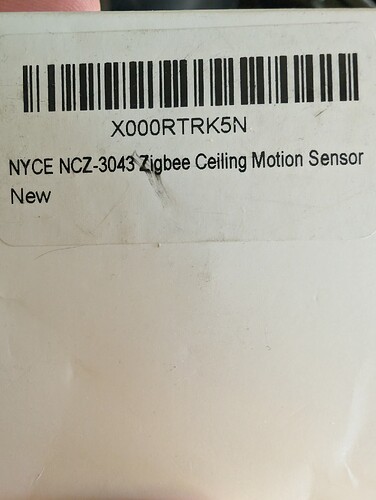 X000RTRK5N
NYCE NCZ-3043 Zigbee Ceiling Motion Sensor
New